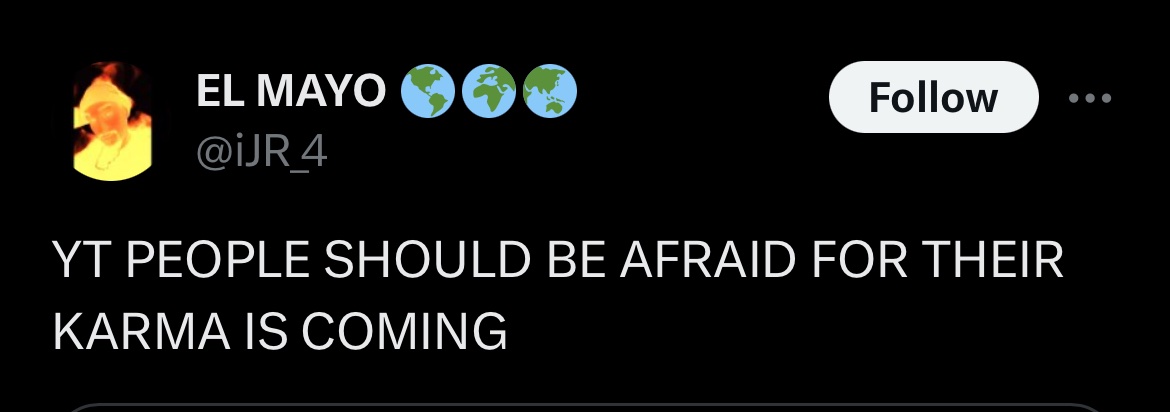 EL MAYO 🌎🌍🌏
Follow
@iJR_4
YT PEOPLE SHOULD BE AFRAID FOR THEIR
KARMA IS COMING